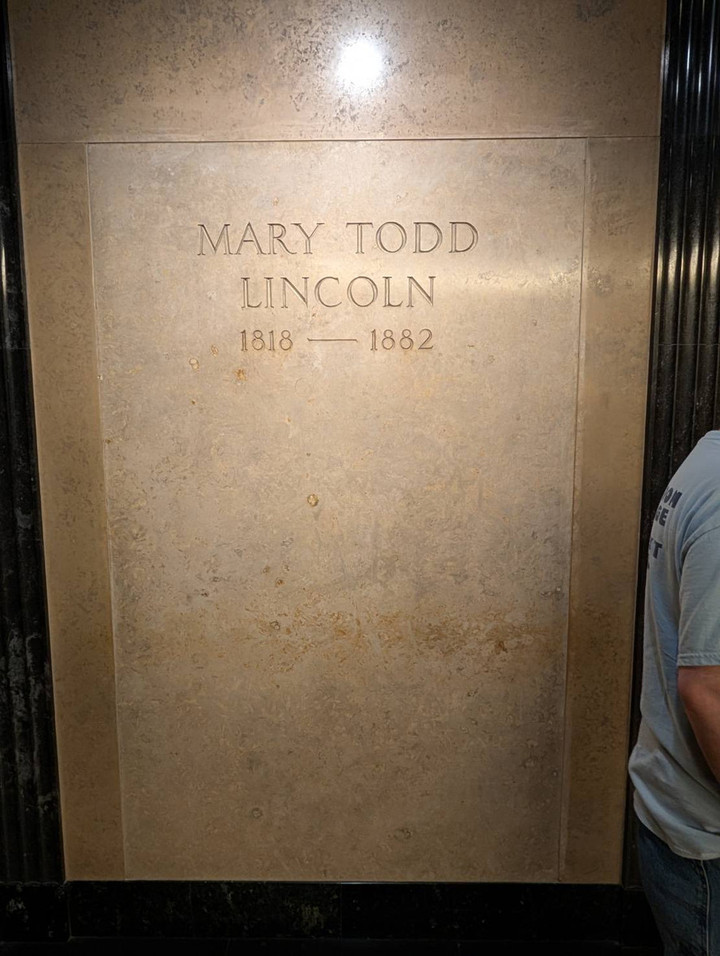 MARY TODD
LINCOLN
1818 — 1882